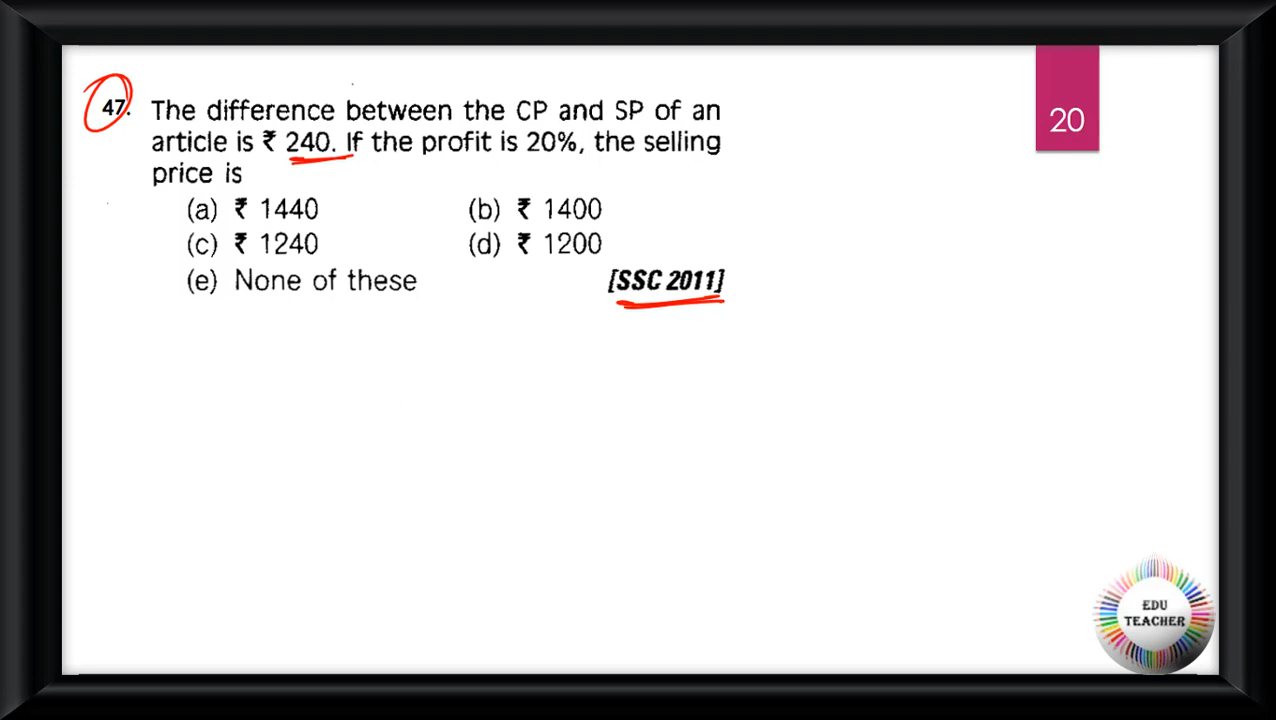 20
47. The difference between the CP and SP of an
article is ₹ 240. If the profit is 20%, the selling
price is
(a) ₹ 1440 (b) ₹ 1400
(c) ₹ 1240 (d) ₹ 1200
(e) None of these [SSC 2011]
EDU
TEACHER